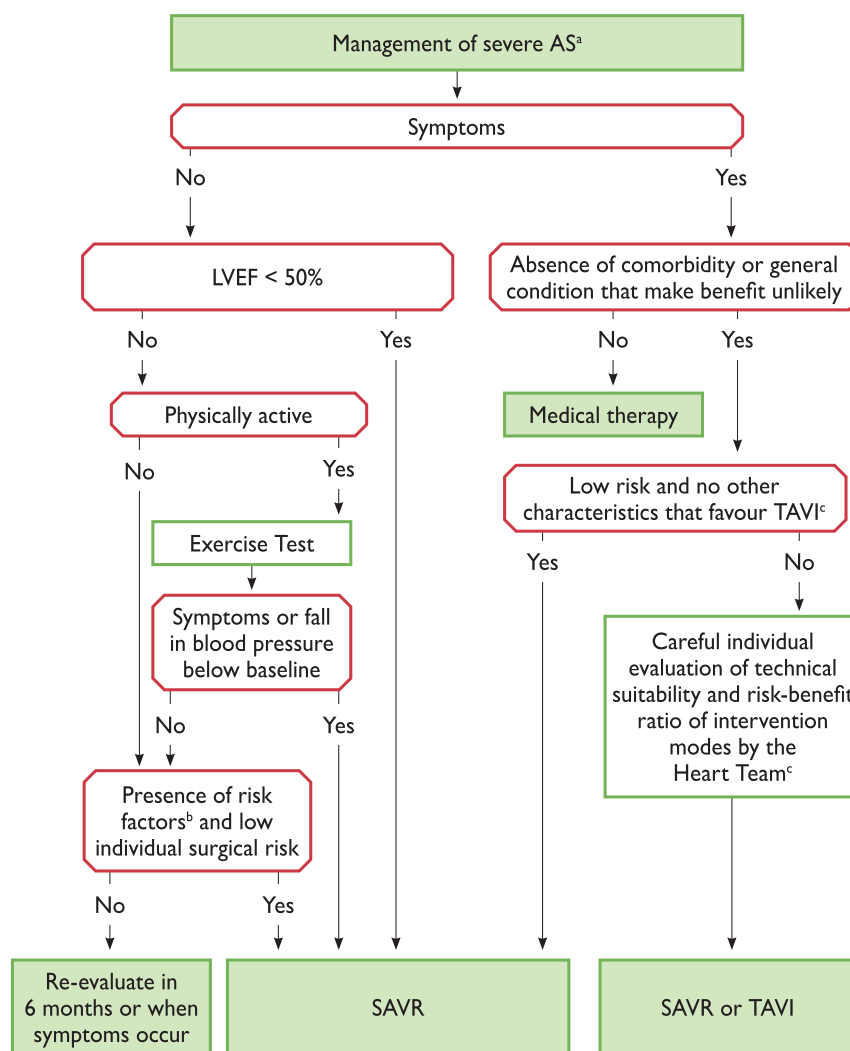 Management of severe ASᵃ
Symptoms
No
Yes
LVEF < 50%
Absence of comorbidity or general
condition that make benefit unlikely
No
Yes
No
Yes
Physically active
Medical therapy
No
Yes
Low risk and no other
characteristics that favour TAVIᶜ
Exercise Test
Yes
No
Symptoms or fall
in blood pressure
below baseline
Careful individual
evaluation of technical
suitability and risk-benefit
ratio of intervention
modes by the
Heart Teamᶜ
No
Yes
Presence of risk
factorsᵇ and low
individual surgical risk
No
Yes
Re-evaluate in
6 months or when
symptoms occur
SAVR
SAVR or TAVI